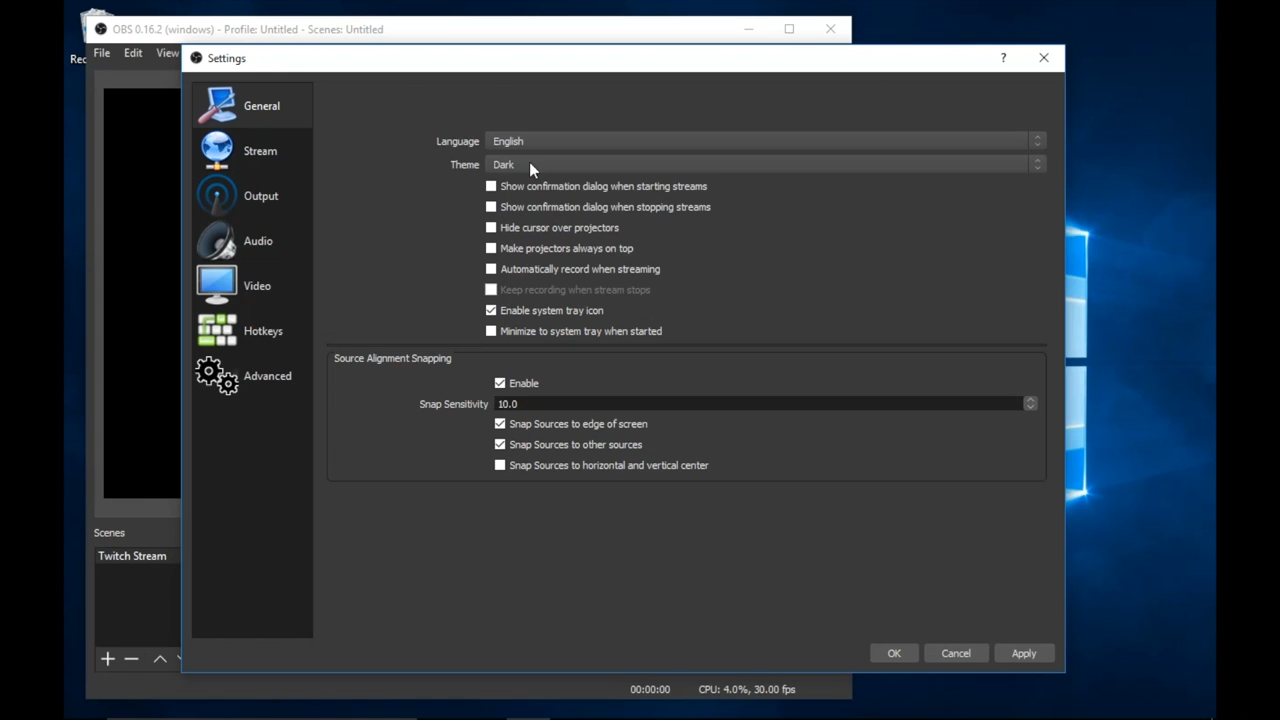 OBS 0.16.2 (windows) - Profile: Untitled - Scenes: Untitled
File Edit View
Settings
?
General
Stream
Output
Audio
Video
Hotkeys
Advanced
Language English
Theme Dark
Show confirmation dialog when starting streams
Show confirmation dialog when stopping streams
Hide cursor over projectors
Make projectors always on top
Automatically record when streaming
Keep recording when stream stops
Enable system tray icon
Minimize to system tray when started
Source Alignment Snapping
Enable
Snap Sensitivity 10.0
Snap Sources to edge of screen
Snap Sources to other sources
Snap Sources to horizontal and vertical center
Scenes
Twitch Stream
OK Cancel Apply
00:00:00 CPU: 4.0%, 30.00 fps